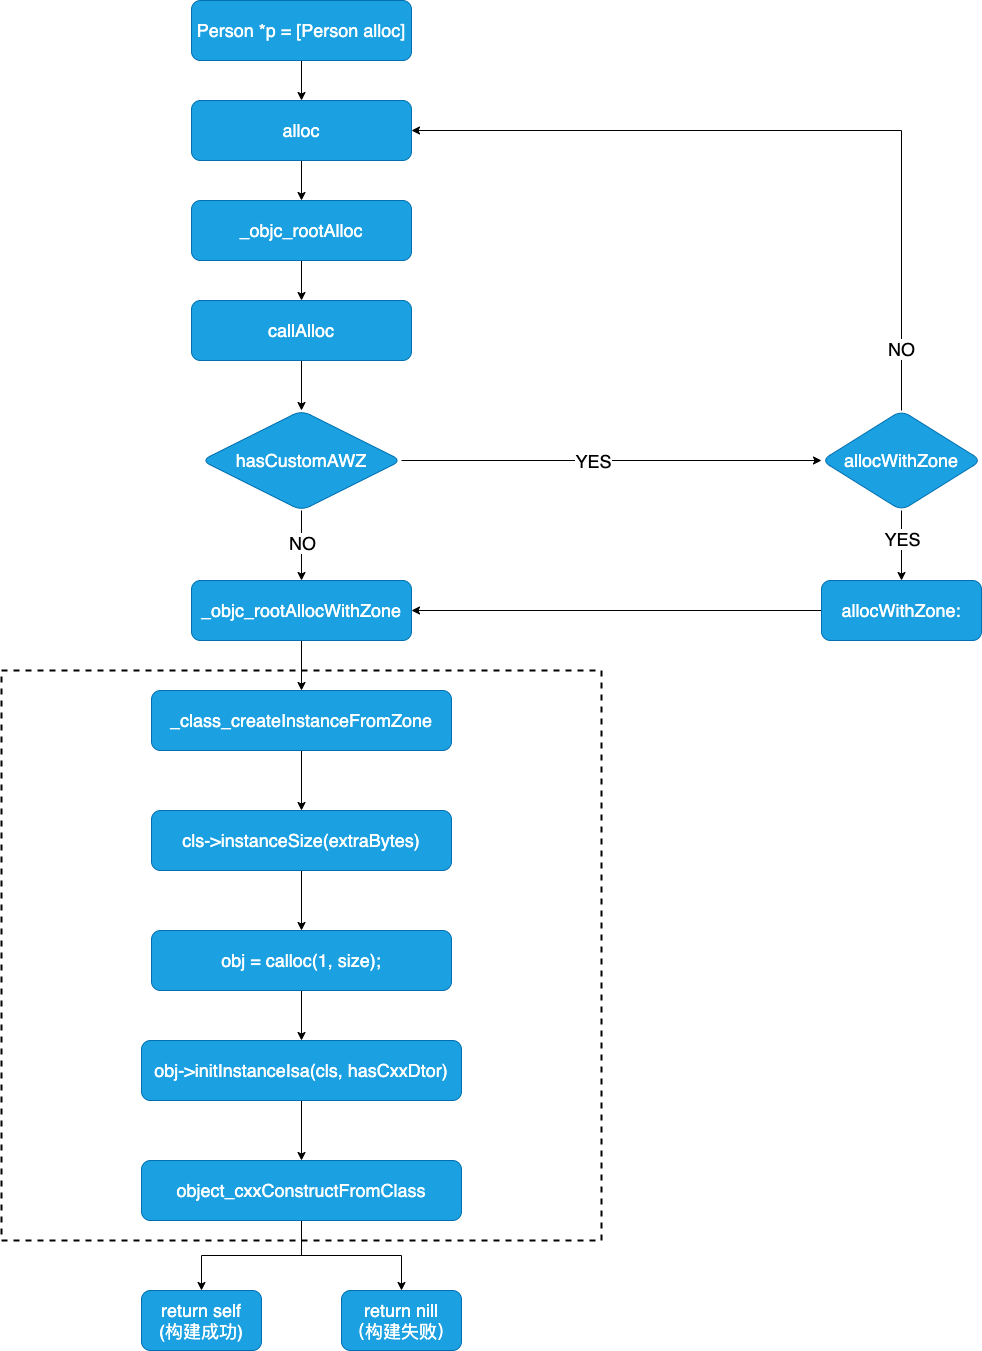 Person *p = [Person alloc]
alloc
_objc_rootAlloc
callAlloc
NO
hasCustomAWZ
YES
allocWithZone
NO
YES
_objc_rootAllocWithZone
allocWithZone:
_class_createInstanceFromZone
cls->instanceSize(extraBytes)
obj = calloc(1, size);
obj->initInstanceIsa(cls, hasCxxDtor)
object_cxxConstructFromClass
return self
(构建成功)
return nill
（构建失败）